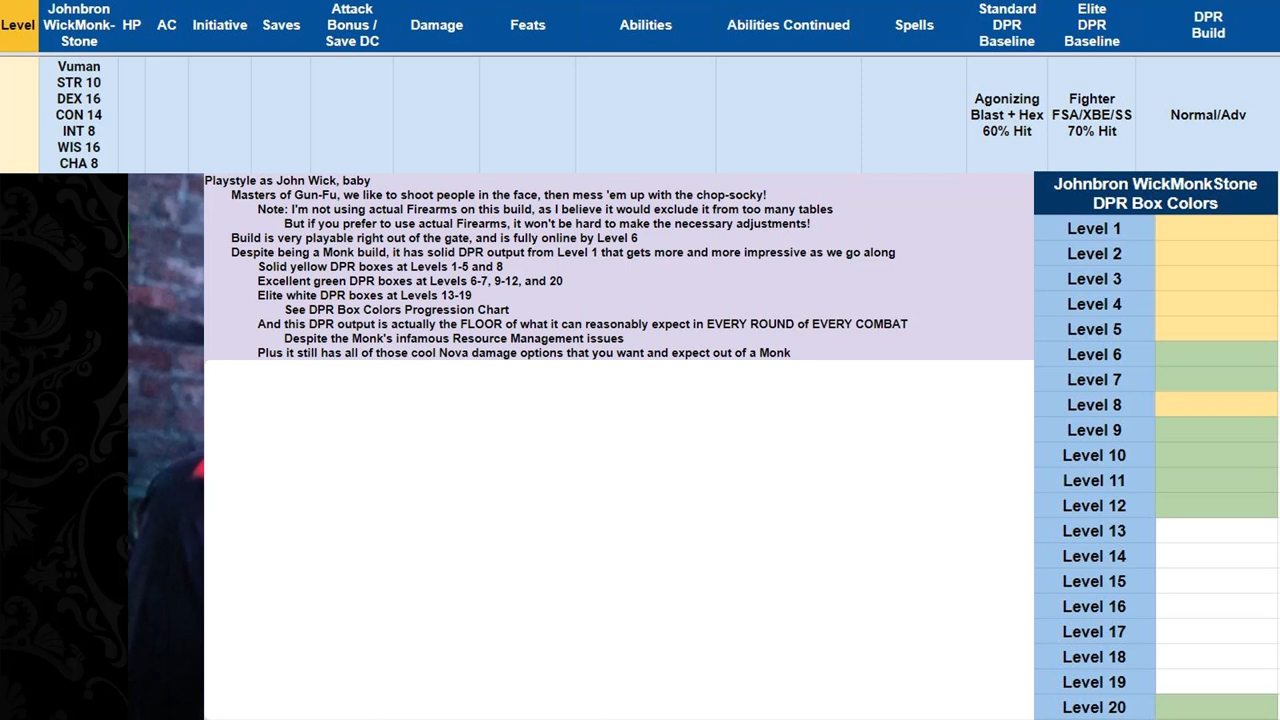 Level
Johnbron
WickMonk-
Stone
HP
AC
Initiative
Saves
Attack
Bonus /
Save DC
Damage
Feats
Abilities
Abilities Continued
Spells
Standard
DPR
Baseline
Elite
DPR
Baseline
DPR
Build
Vuman
STR 10
DEX 16
CON 14
INT 8
WIS 16
CHA 8
Agonizing
Blast + Hex
60% Hit
Fighter
FSA/XBE/SS
70% Hit
Normal/Adv
Playstyle as John Wick, baby
Masters of Gun-Fu, we like to shoot people in the face, then mess 'em up with the chop-socky!
Note: I'm not using actual Firearms on this build, as I believe it would exclude it from too many tables
But if you prefer to use actual Firearms, it won't be hard to make the necessary adjustments!
Build is very playable right out of the gate, and is fully online by Level 6
Despite being a Monk build, it has solid DPR output from Level 1 that gets more and more impressive as we go along
Solid yellow DPR boxes at Levels 1-5 and 8
Excellent green DPR boxes at Levels 6-7, 9-12, and 20
Elite white DPR boxes at Levels 13-19
See DPR Box Colors Progression Chart
And this DPR output is actually the FLOOR of what it can reasonably expect in EVERY ROUND of EVERY COMBAT
Despite the Monk's infamous Resource Management issues
Plus it still has all of those cool Nova damage options that you want and expect out of a Monk
Johnbron WickMonkStone
DPR Box Colors
Level 1
Level 2
Level 3
Level 4
Level 5
Level 6
Level 7
Level 8
Level 9
Level 10
Level 11
Level 12
Level 13
Level 14
Level 15
Level 16
Level 17
Level 18
Level 19
Level 20